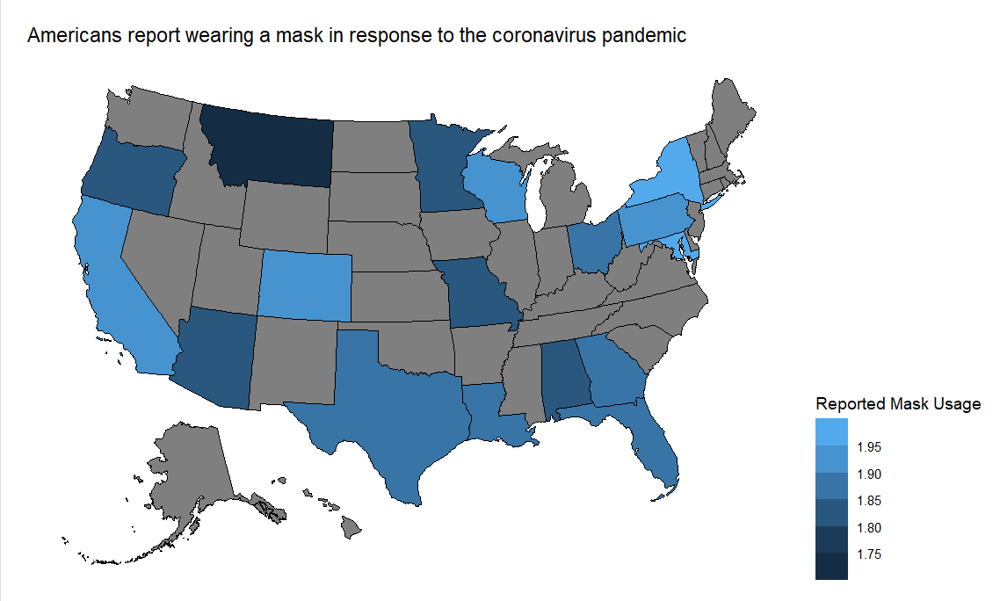 Americans report wearing a mask in response to the coronavirus pandemic
Reported Mask Usage
1.95
1.90
1.85
1.80
1.75